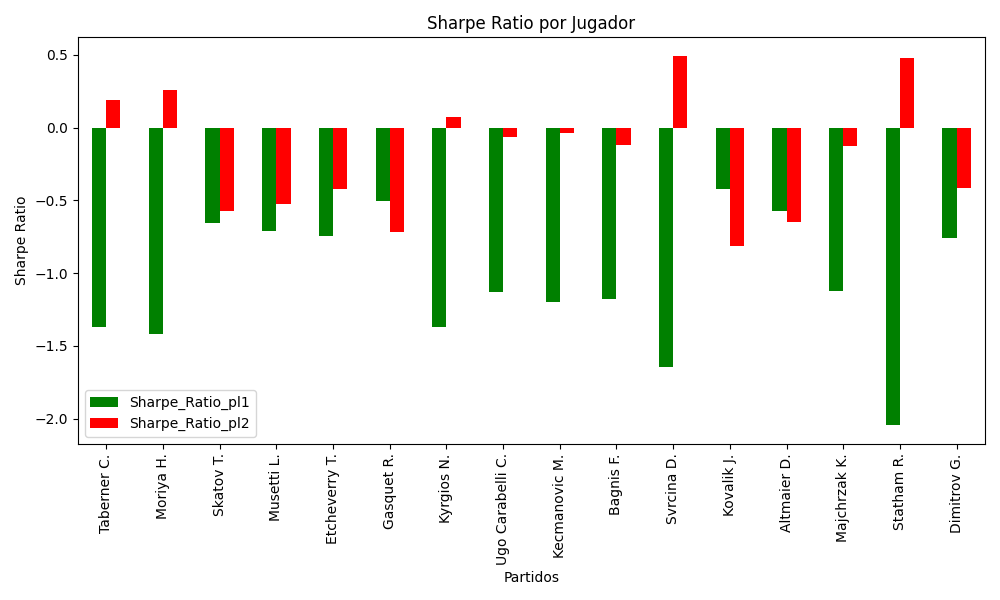 Sharpe Ratio por Jugador
Sharpe Ratio
0.5
0.0
−0.5
−1.0
−1.5
−2.0
Sharpe_Ratio_pl1
Sharpe_Ratio_pl2
Taberner C.
Moriya H.
Skatov T.
Musetti L.
Etcheverry T.
Gasquet R.
Kyrgios N.
Ugo Carabelli C.
Kecmanovic M.
Bagnis F.
Svrcina D.
Kovalik J.
Altmaier D.
Majchrzak K.
Statham R.
Dimitrov G.
Partidos